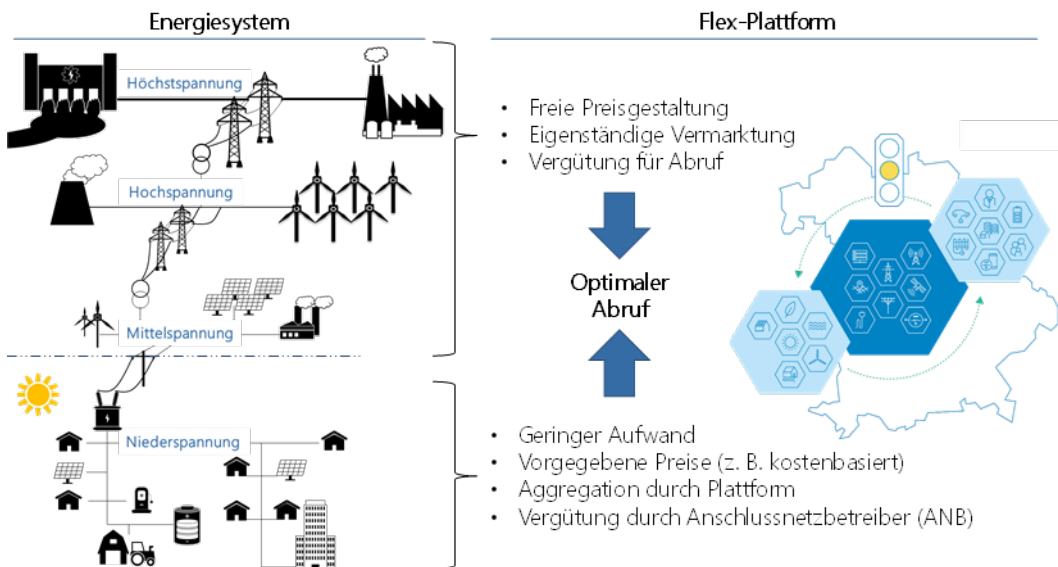 Energiesystem
Flex-Plattform
Höchstspannung
Hochspannung
Mittelspannung
Niederspannung
• Freie Preisgestaltung
• Eigenständige Vermarktung
• Vergütung für Abruf
Optimaler
Abruf
• Geringer Aufwand
• Vorgegebene Preise (z. B. kostenbasiert)
• Aggregation durch Plattform
• Vergütung durch Anschlussnetzbetreiber (ANB)